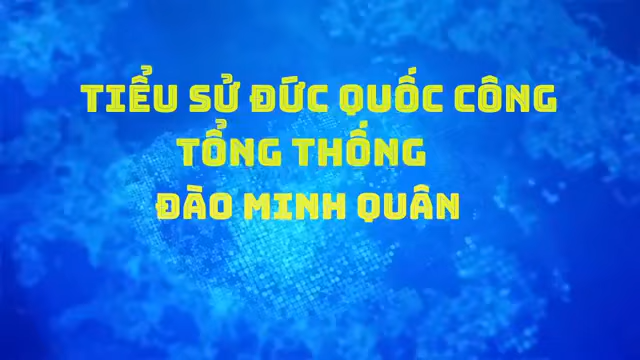 TIỂU SỬ ĐỨC QUỐC CÔNG
TỔNG THỐNG
ĐÀO MINH QUÂN